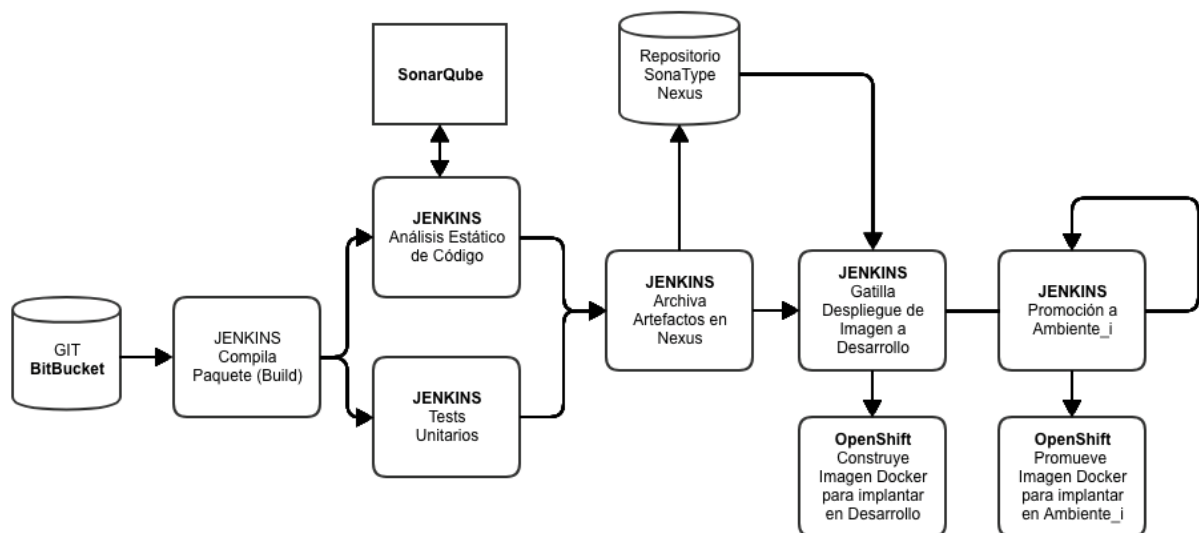 SonarQube
Repositorio
SonaType
Nexus
JENKINS
Análisis Estático
de Código
GIT
BitBucket
JENKINS
Compila
Paquete (Build)
JENKINS
Tests
Unitarios
JENKINS
Archiva
Artefactos en
Nexus
JENKINS
Gatilla
Despliegue de
Imagen a
Desarrollo
JENKINS
Promoción a
Ambiente_i
OpenShift
Construye
Imagen Docker
para implantar
en Desarrollo
OpenShift
Promueve
Imagen Docker
para implantar
en Ambiente_i